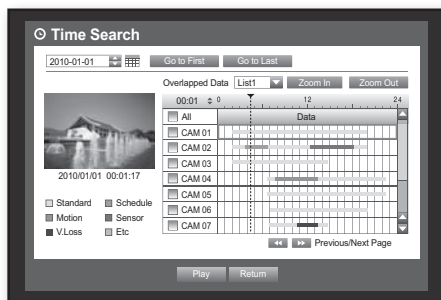 Time Search
2010-01-01
Go to First
Go to Last
Overlapped Data
List1
Zoom In
Zoom Out
00:01
0
12
24
All
Data
CAM 01
CAM 02
CAM 03
CAM 04
CAM 05
CAM 06
CAM 07
2010/01/01 00:01:17
Standard
Schedule
Motion
Sensor
V.Loss
Etc
Previous/Next Page
Play
Return